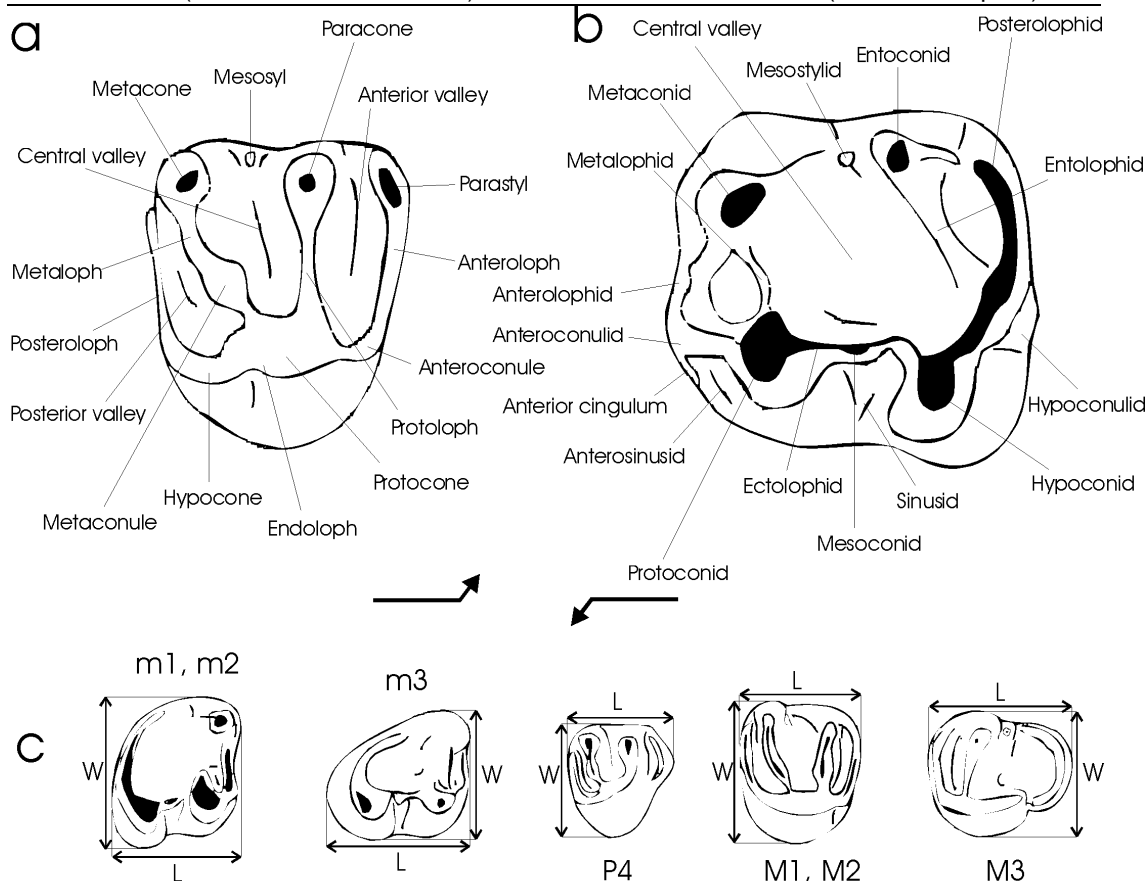 a
Paracone
Mesosyl
Metacone
Anterior valley
Central valley
Parastyl
Metaloph
Anteroloph
Posteroloph
Anteroconule
Posterior valley
Protoloph
Protocone
Hypocone
Metaconule
Endoloph
b
Central valley
Posterolophid
Mesostylid
Entoconid
Metaconid
Metalophid
Entolophid
Anterolophid
Anteroconulid
Anterior cingulum
Hypoconulid
Anterosinusid
Ectolophid
Hypoconid
Sinusid
Mesoconid
Protoconid
c
m1, m2
W
L
m3
W
L
L
W
P4
L
W
M1, M2
L
W
M3